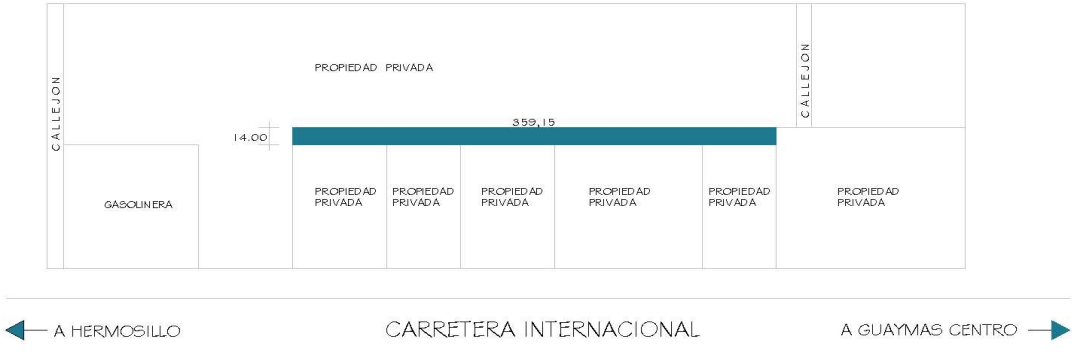 PROPIEDAD PRIVADA
CALLEJON
CALLEJON
359,15
14.00
GASOLINERA
PROPIEDAD
PRIVADA
PROPIEDAD
PRIVADA
PROPIEDAD
PRIVADA
PROPIEDAD
PRIVADA
PROPIEDAD
PRIVADA
PROPIEDAD
PRIVADA
A HERMOSILLO
CARRETERA INTERNACIONAL
A GUAYMAS CENTRO